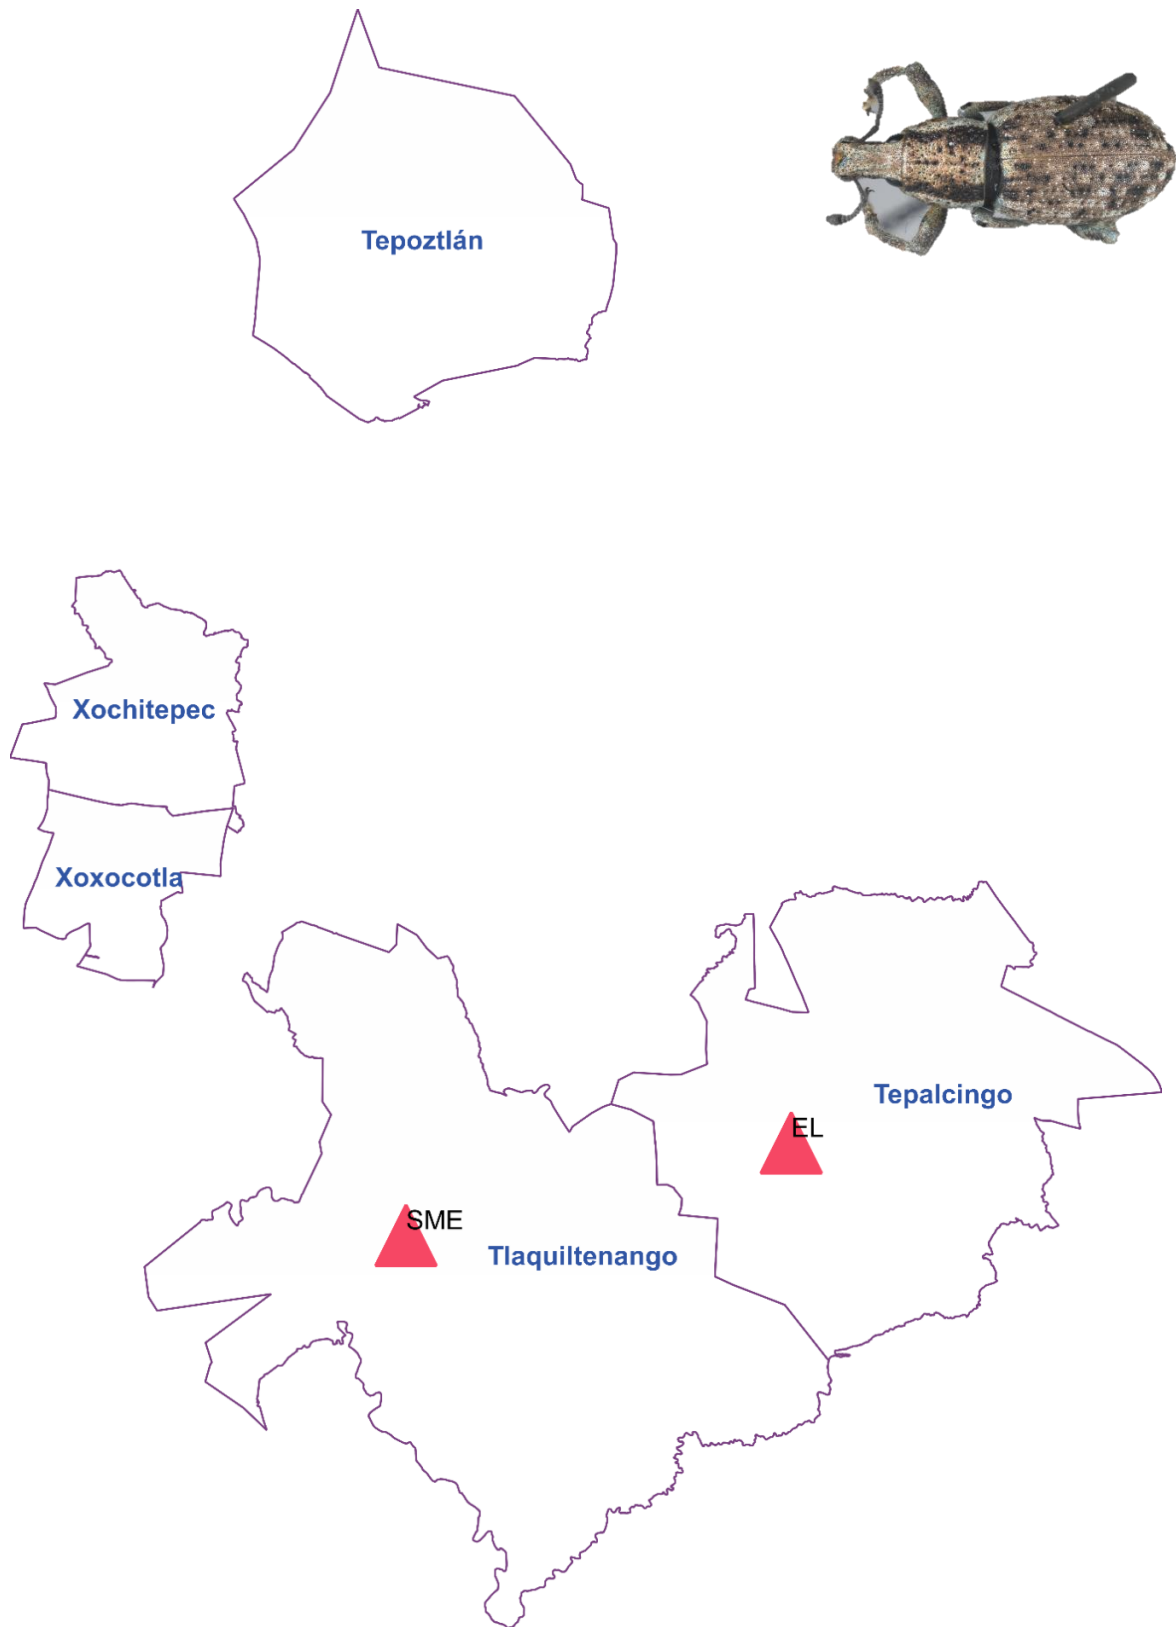 Tepoztlán
Xochitepec
Xoxocotla
Tepalcingo
EL
SME
Tlaquiltenango